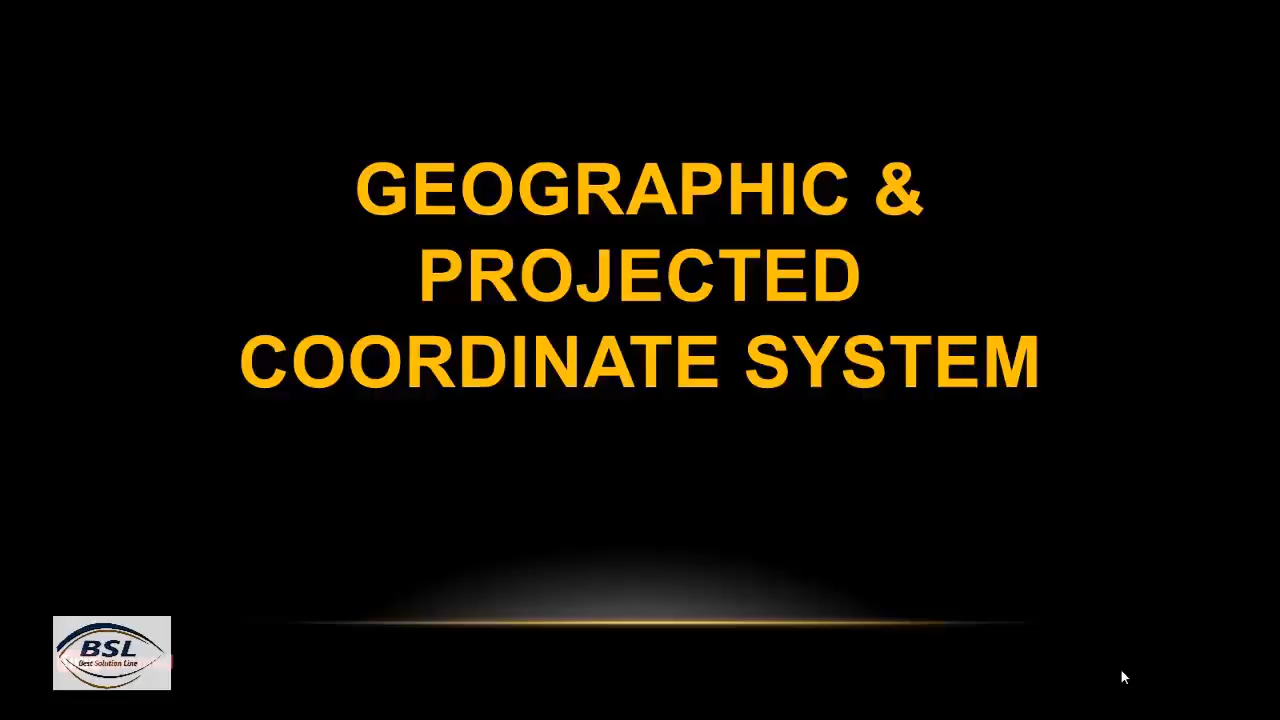 GEOGRAPHIC &
PROJECTED
COORDINATE SYSTEM
BSL
Best Solution Line